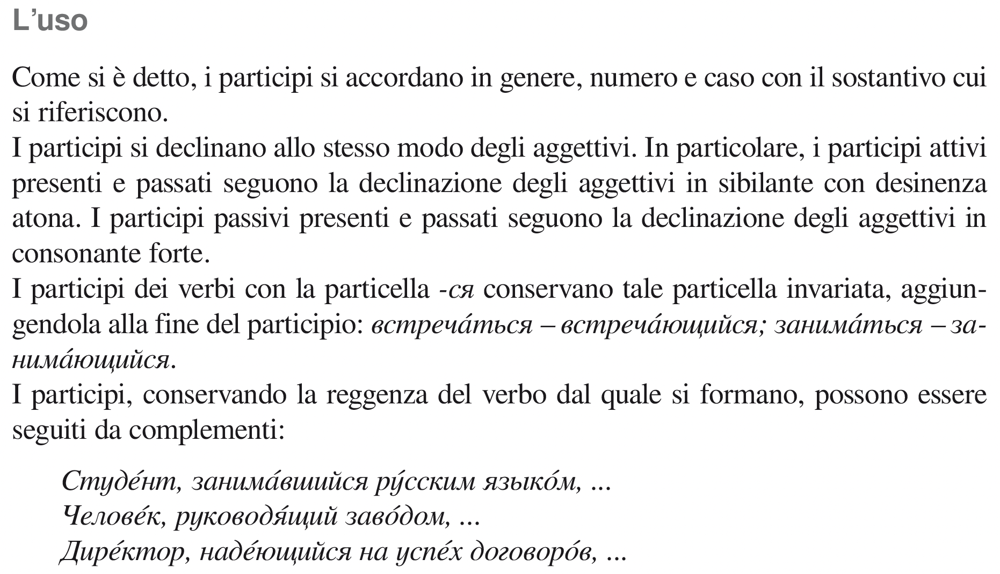 L’uso
Come si è detto, i participi si accordano in genere, numero e caso con il sostantivo cui
si riferiscono.
I participi si declinano allo stesso modo degli aggettivi. In particolare, i participi attivi
presenti e passati seguono la declinazione degli aggettivi in sibilante con desinenza
atona. I participi passivi presenti e passati seguono la declinazione degli aggettivi in
consonante forte.
I participi dei verbi con la particella -ся conservano tale particella invariata, aggiun-
gendola alla fine del participio: встреча́ться – встреча́ющийся; занима́ться – за-
нима́ющийся.
I participi, conservando la reggenza del verbo dal quale si formano, possono essere
seguiti da complementi:
Студе́нт, занима́вшийся ру́сским языко́м, ...
Челове́к, руководя́щий заво́дом, ...
Дире́ктор, наде́ющийся на успе́х договоро́в, ...